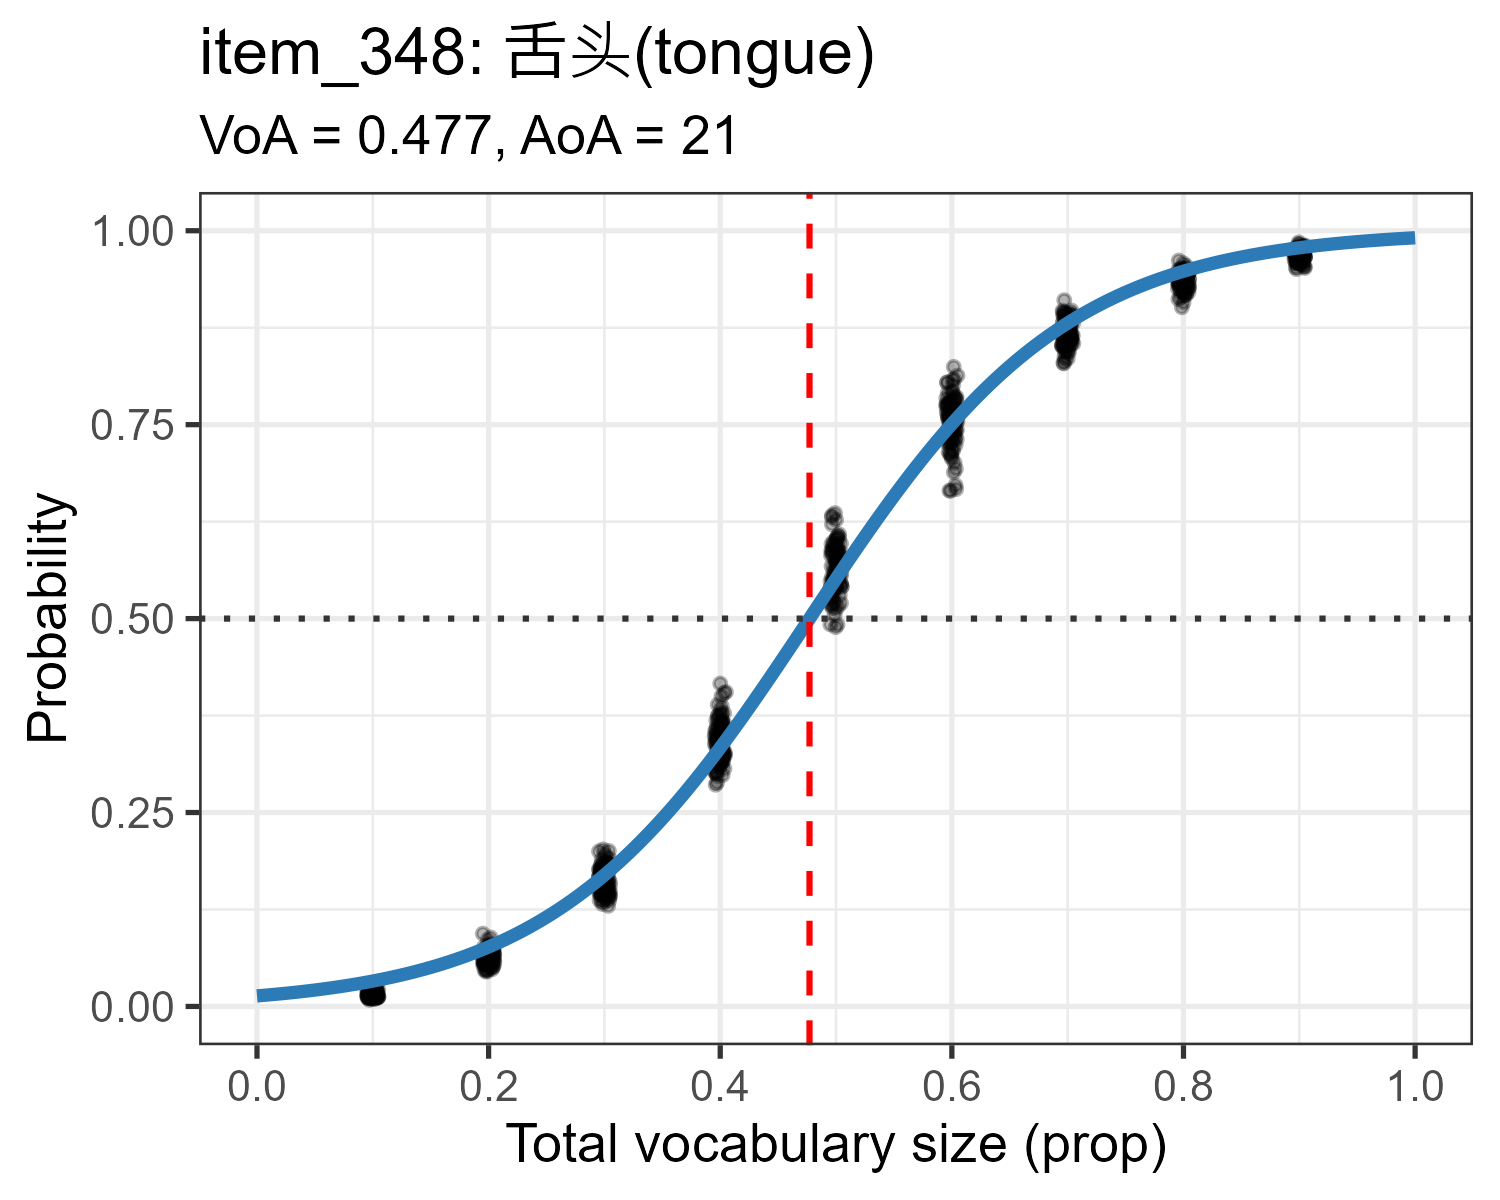 item_348: 舌头(tongue)
VoA = 0.477, AoA = 21
Probability
1.00
0.75
0.50
0.25
0.00
0.0 0.2 0.4 0.6 0.8 1.0
Total vocabulary size (prop)